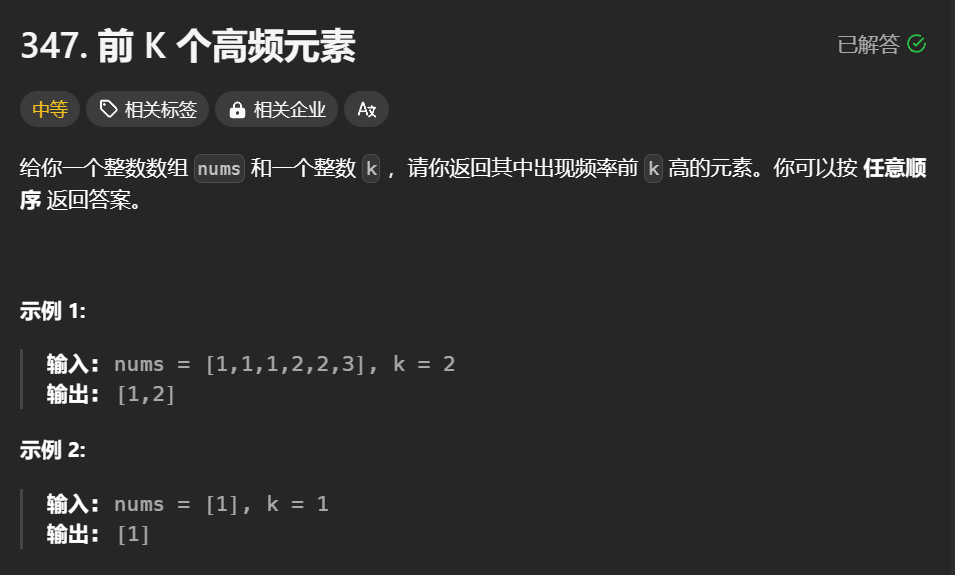 347. 前 K 个高频元素
已解答
中等 相关标签 相关企业 Ax
给你一个整数数组 nums 和一个整数 k ，请你返回其中出现频率前 k 高的元素。你可以按 任意顺
序 返回答案。
示例 1:
输入: nums = [1,1,1,2,2,3], k = 2
输出: [1,2]
示例 2:
输入: nums = [1], k = 1
输出: [1]